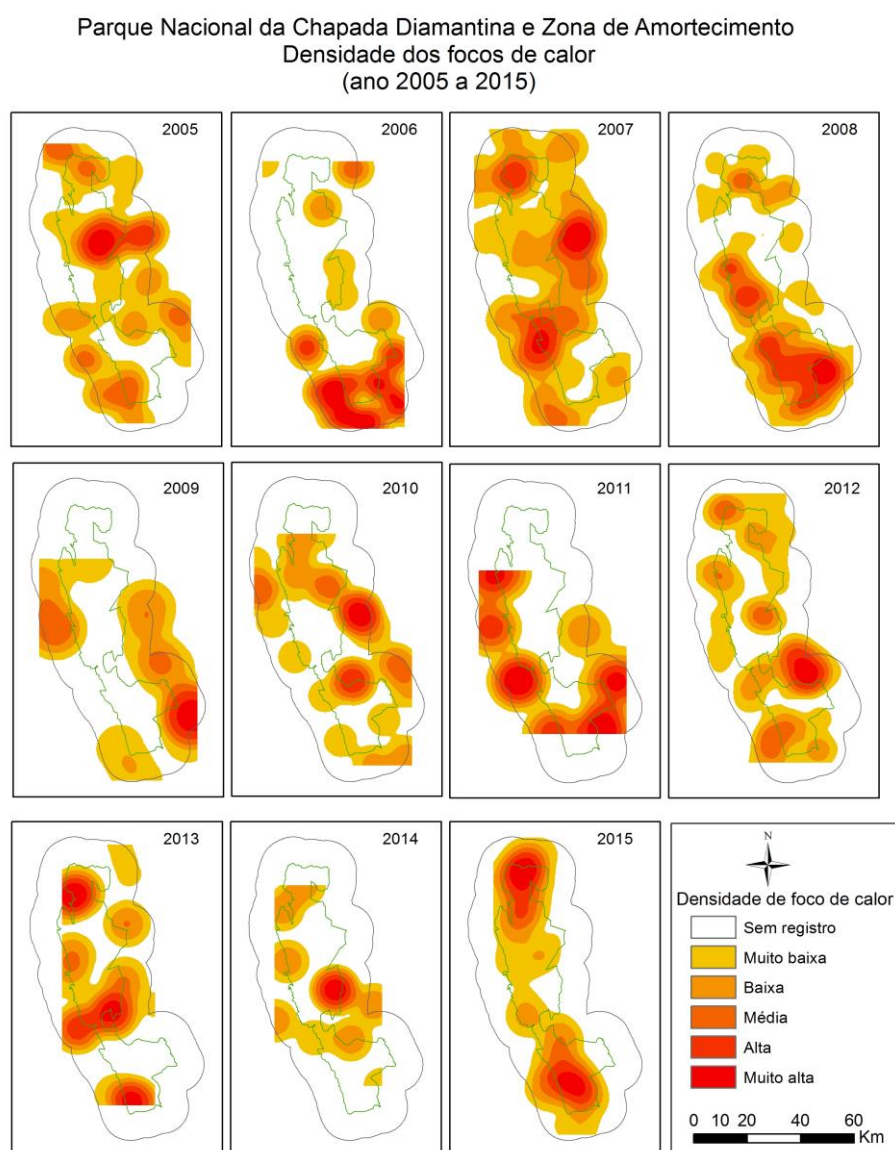 Parque Nacional da Chapada Diamantina e Zona de Amortecimento
Densidade dos focos de calor
(ano 2005 a 2015)
2005
2006
2007
2008
2009
2010
2011
2012
2013
2014
2015
N
Densidade de foco de calor
Sem registro
Muito baixa
Baixa
Média
Alta
Muito alta
0 10 20 40 60
Km